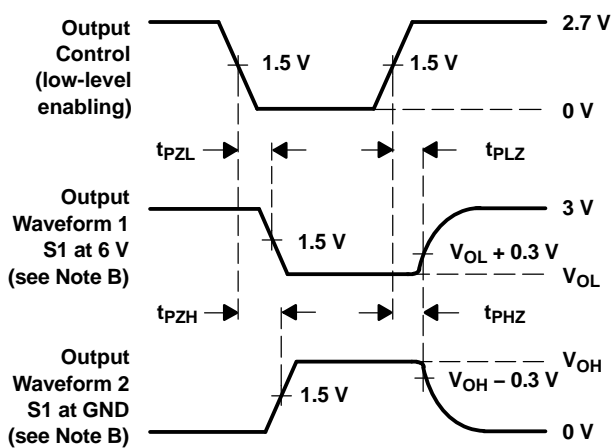 Output
Control
(low-level
enabling)
2.7 V
1.5 V
1.5 V
0 V
tPZL
tPLZ
Output
Waveform 1
S1 at 6 V
(see Note B)
3 V
1.5 V
VOL + 0.3 V
VOL
tPZH
tPHZ
Output
Waveform 2
S1 at GND
(see Note B)
VOH
1.5 V
VOH − 0.3 V
0 V